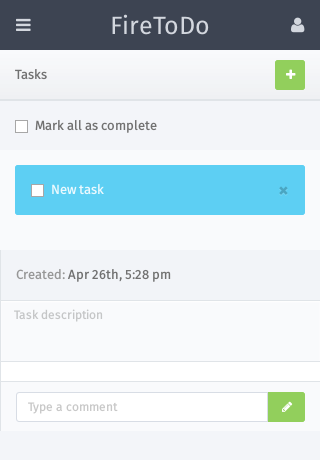 FireToDo
Tasks
Mark all as complete
New task
Created: Apr 26th, 5:28 pm
Task description
Type a comment